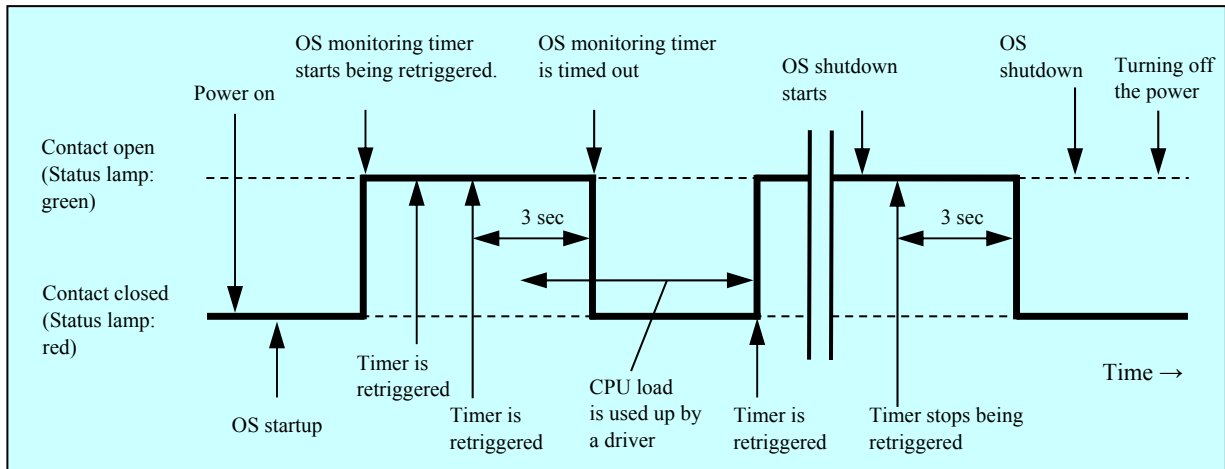 OS monitoring timer
starts being retriggered.
OS monitoring timer
is timed out
OS shutdown
starts
OS
shutdown
Turning off
the power
Power on
Contact open
(Status lamp:
green)
3 sec
3 sec
Contact closed
(Status lamp:
red)
Timer is
retriggered
OS startup
Timer is
retriggered
CPU load
is used up by
a driver
Timer is
retriggered
Timer stops being
retriggered
Time →